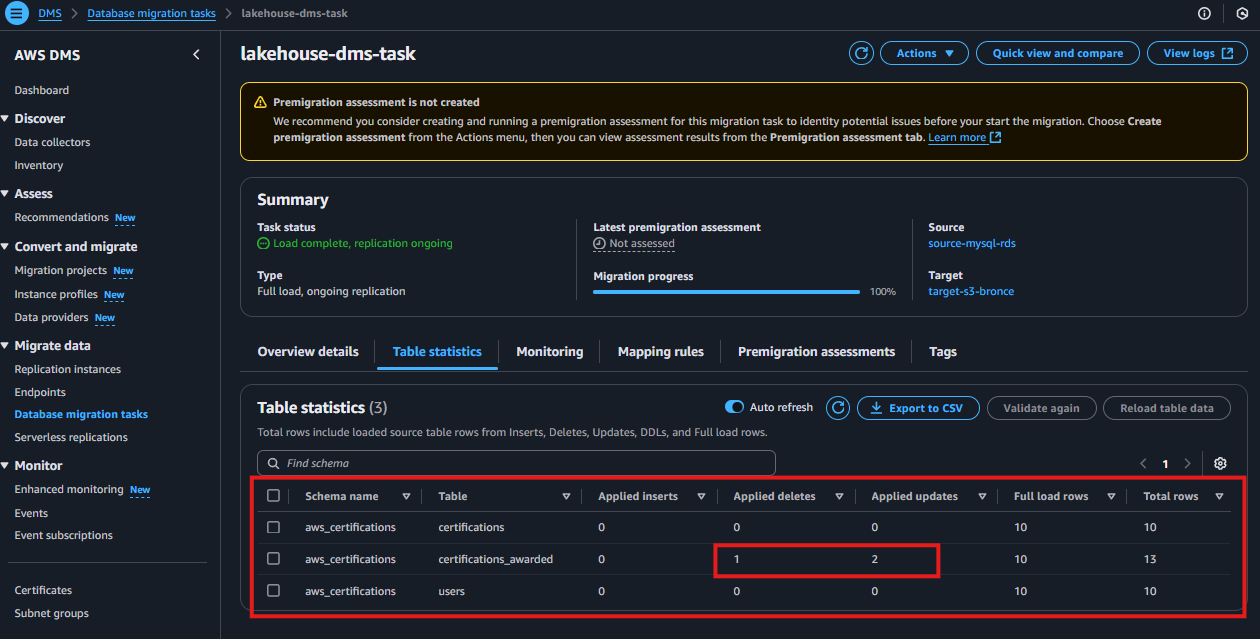 DMS > Database migration tasks > lakehouse-dms-task
AWS DMS
Dashboard
Discover
Data collectors
Inventory
Assess
Recommendations New
Convert and migrate
Migration projects New
Instance profiles New
Data providers New
Migrate data
Replication instances
Endpoints
Database migration tasks
Serverless replications
Monitor
Enhanced monitoring New
Events
Event subscriptions
Certificates
Subnet groups
lakehouse-dms-task
Actions
Quick view and compare
View logs
Premigration assessment is not created
We recommend you consider creating and running a premigration assessment for this migration task to identify potential issues before your start the migration. Choose Create
premigration assessment from the Actions menu, then you can view assessment results from the Premigration assessment tab. Learn more
Summary
Task status
Load complete, replication ongoing
Type
Full load, ongoing replication
Latest premigration assessment
Not assessed
Migration progress
100%
Source
source-mysql-rds
Target
target-s3-bronce
Overview details
Table statistics
Monitoring
Mapping rules
Premigration assessments
Tags
Table statistics (3)
Auto refresh
Export to CSV
Validate again
Reload table data
Total rows include loaded source table rows from Inserts, Deletes, Updates, DDLs, and Full load rows.
Find schema
1
Schema name Table Applied inserts Applied deletes Applied updates Full load rows Total rows
aws_certifications certifications 0 0 0 10 10
aws_certifications certifications_awarded 0 1 2 10 13
aws_certifications users 0 0 0 10 10